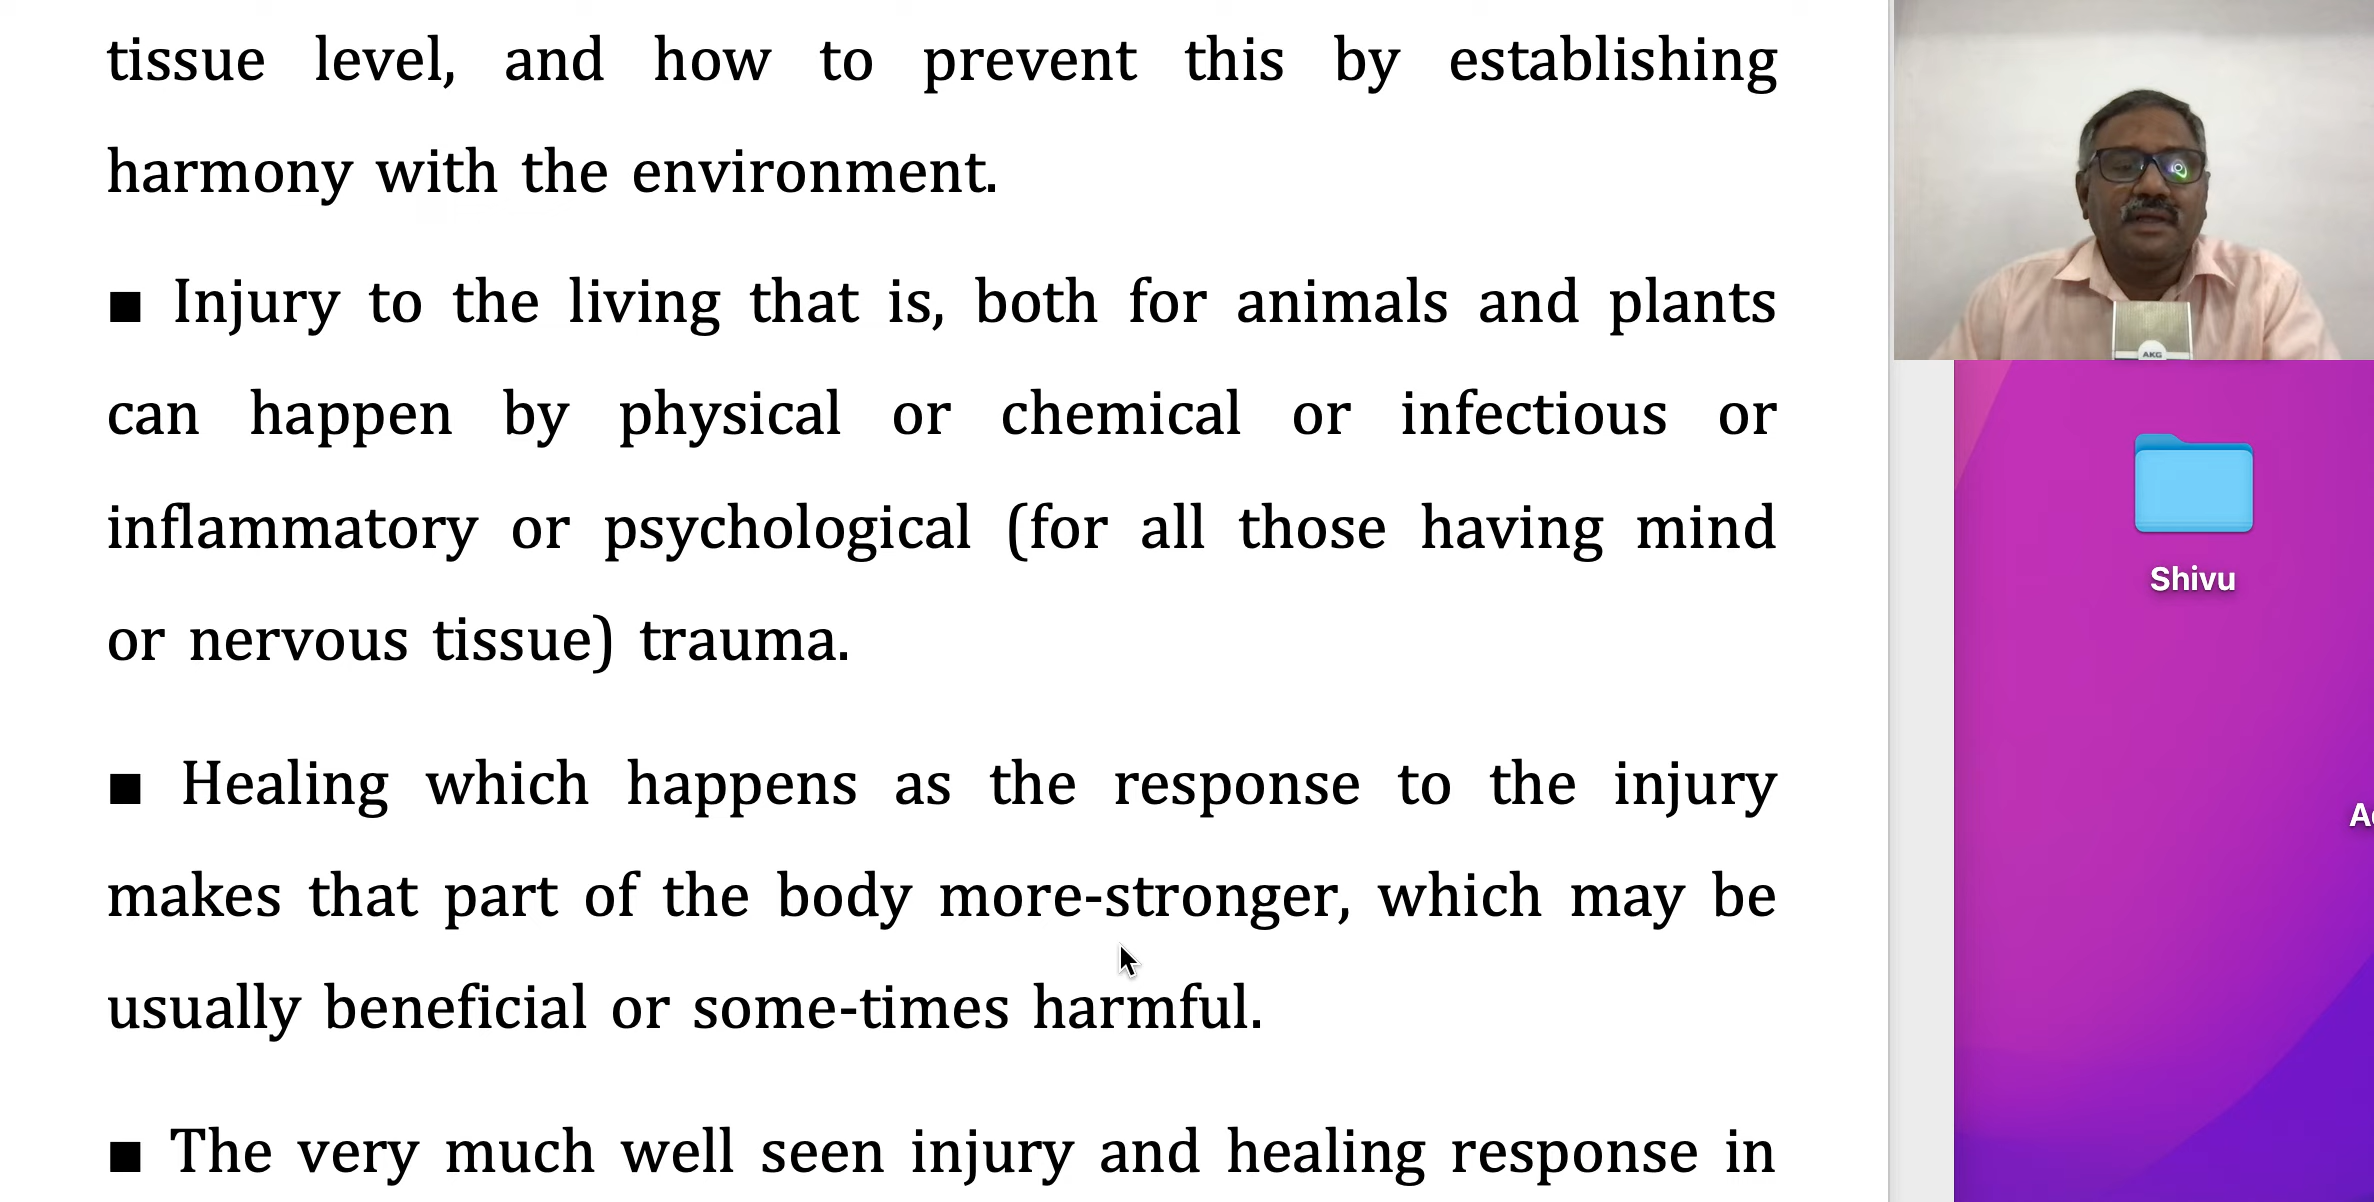 tissue level, and how to prevent this by establishing
harmony with the environment.
■ Injury to the living that is, both for animals and plants
can happen by physical or chemical or infectious or
inflammatory or psychological (for all those having mind
or nervous tissue) trauma.
■ Healing which happens as the response to the injury
makes that part of the body more-stronger, which may be
usually beneficial or some-times harmful.
■ The very much well seen injury and healing response in
AKG
Shivu